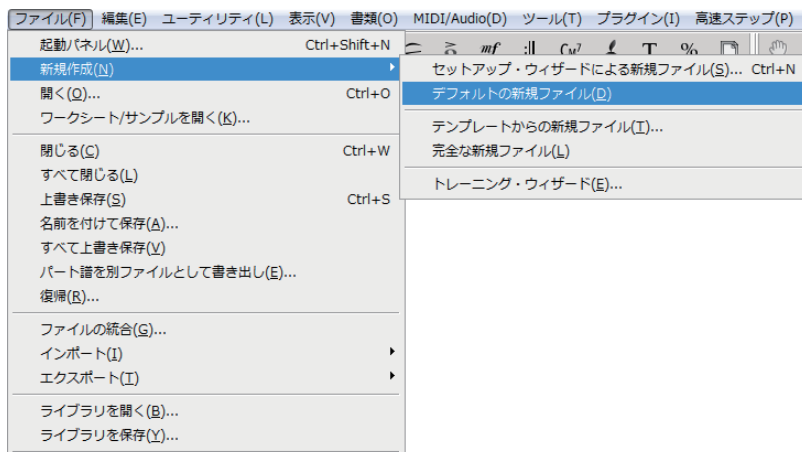 ファイル(F) 編集(E) ユーティリティ(L) 表示(V) 書類(O) MIDI/Audio(D) ツール(T) プラグイン(I) 高速ステップ(P)
起動パネル(W)... Ctrl+Shift+N
新規作成(N)
開く(O)... Ctrl+O
ワークシート/サンプルを開く(K)...
閉じる(C) Ctrl+W
すべて閉じる(L)
上書き保存(S) Ctrl+S
名前を付けて保存(A)...
すべて上書き保存(V)
パート譜を別ファイルとして書き出し(E)...
復帰(R)...
ファイルの統合(G)...
インポート(I)
エクスポート(T)
ライブラリを開く(B)...
ライブラリを保存(Y)...
mf CM7 T %
セットアップ・ウィザードによる新規ファイル(S)... Ctrl+N
デフォルトの新規ファイル(D)
テンプレートからの新規ファイル(T)...
完全な新規ファイル(L)
トレーニング・ウィザード(E)...